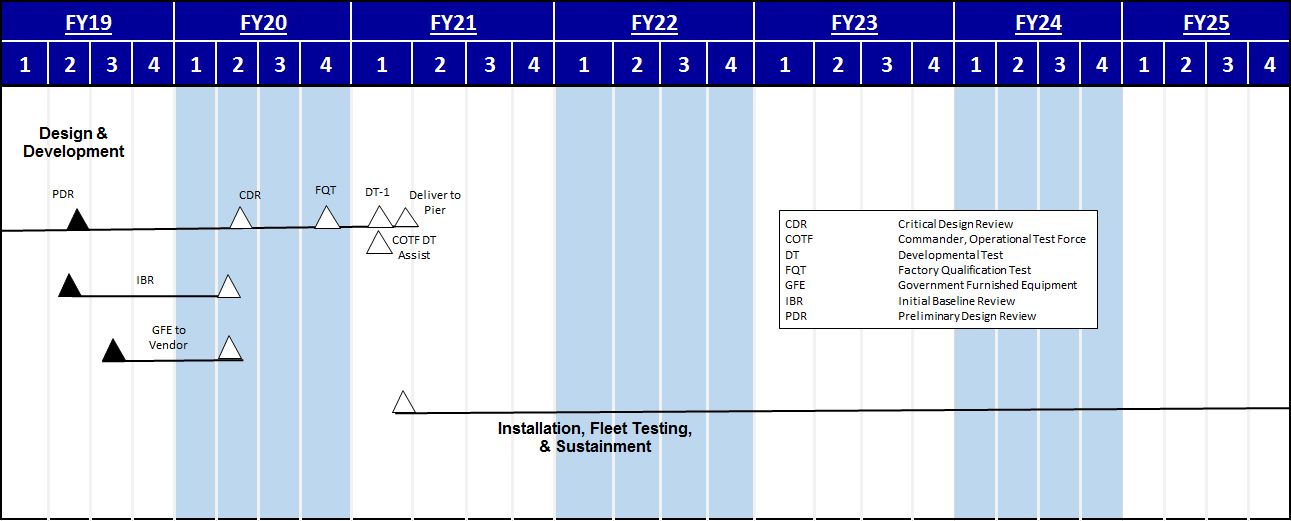 FY19 FY20 FY21 FY22 FY23 FY24 FY25
1 2 3 4 1 2 3 4 1 2 3 4 1 2 3 4 1 2 3 4 1 2 3 4 1 2 3 4
Design &
Development
PDR
CDR
FQT
DT-1
Deliver to
Pier
COTF DT
Assist
IBR
GFE to
Vendor
CDR Critical Design Review
COTF Commander, Operational Test Force
DT Developmental Test
FQT Factory Qualification Test
GFE Government Furnished Equipment
IBR Initial Baseline Review
PDR Preliminary Design Review
Installation, Fleet Testing,
& Sustainment